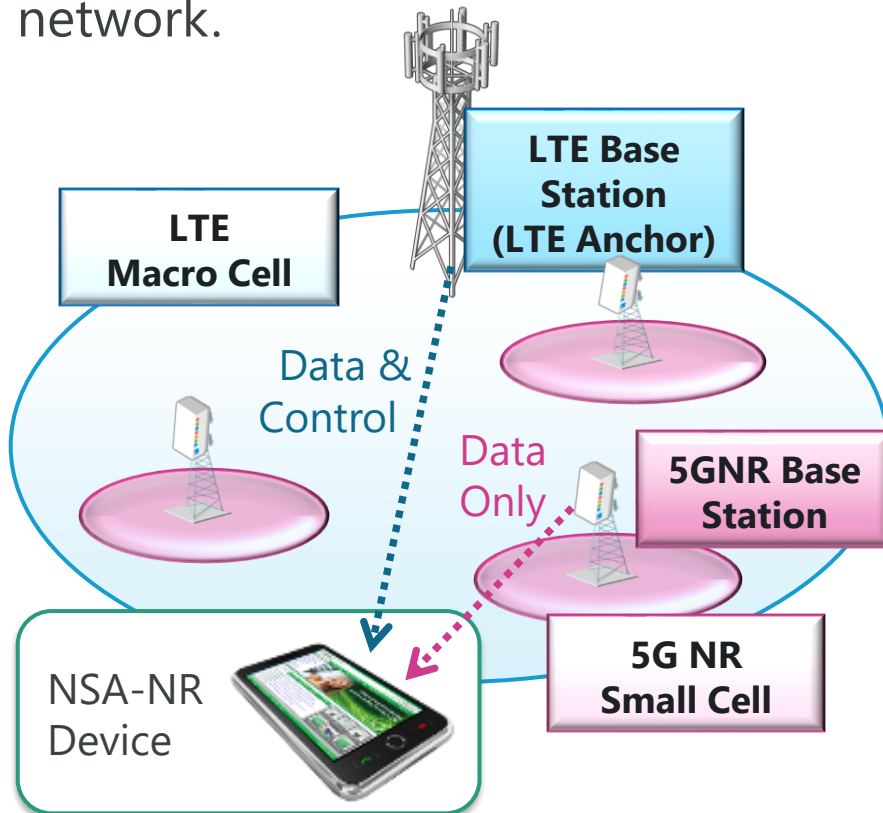 network.
LTE Base
Station
(LTE Anchor)
LTE
Macro Cell
Data &
Control
Data
Only
5GNR Base
Station
5G NR
Small Cell
NSA-NR
Device